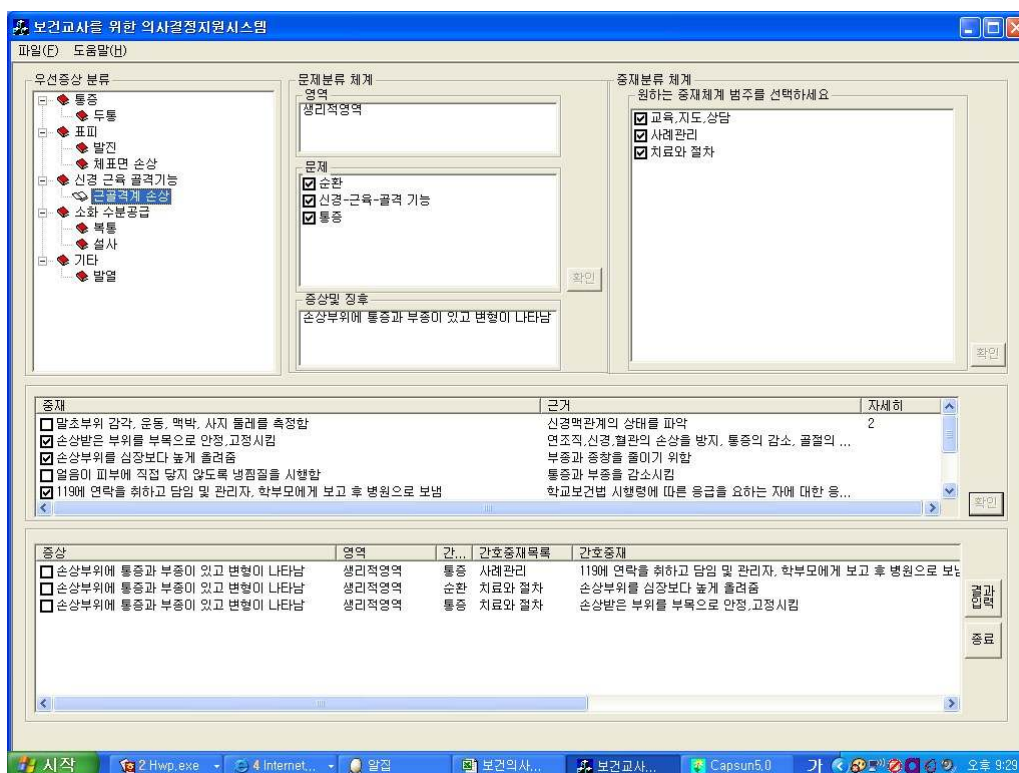 보건교사를 위한 의사결정지원시스템
파일(F) 도움말(H)
우선증상 분류
통증
두통
표피
발진
체표면 손상
신경 근육 골격기능
근골격계 손상
소화 수분공급
복통
설사
기타
발열
문제분류 체계
영역
생리적영역
문제
순환
신경-근육-골격 기능
통증
확인
증상및 징후
손상부위에 통증과 부종이 있고 변형이 나타남
중재분류 체계
원하는 중재체계 범주를 선택하세요
교육,지도,상담
사례관리
치료와 절차
확인
중재 근거 자세히
말초부위 감각, 운동, 맥박, 사지 둘레를 측정함 신경맥관계의 상태를 파악 2
손상받은 부위를 부목으로 안정,고정시킴 연조직,신경,혈관의 손상을 방지, 통증의 감소, 골절의 ...
손상부위를 심장보다 높게 올려줌 부종과 종창을 줄이기 위함
얼음이 피부에 직접 닿지 않도록 냉찜질을 시행함 통증과 부종을 감소시킴
119에 연락을 취하고 담임 및 관리자, 학부모에게 보고 후 병원으로 보냄 학교보건법 시행령에 따른 응급을 요하는 자에 대한 응...
확인
증상 영역 간... 간호중재목록 간호중재
손상부위에 통증과 부종이 있고 변형이 나타남 생리적영역 통증 사례관리 119에 연락을 취하고 담임 및 관리자, 학부모에게 보고 후 병원으로 보냄
손상부위에 통증과 부종이 있고 변형이 나타남 생리적영역 순환 치료와 절차 손상부위를 심장보다 높게 올려줌
손상부위에 통증과 부종이 있고 변형이 나타남 생리적영역 통증 치료와 절차 손상받은 부위를 부목으로 안정,고정시킴
결과
입력
종료
시작 2 Hwp.exe 4 Internet... 알집 보건의사... 보건교사... Capsun5.0 가 오후 9:29